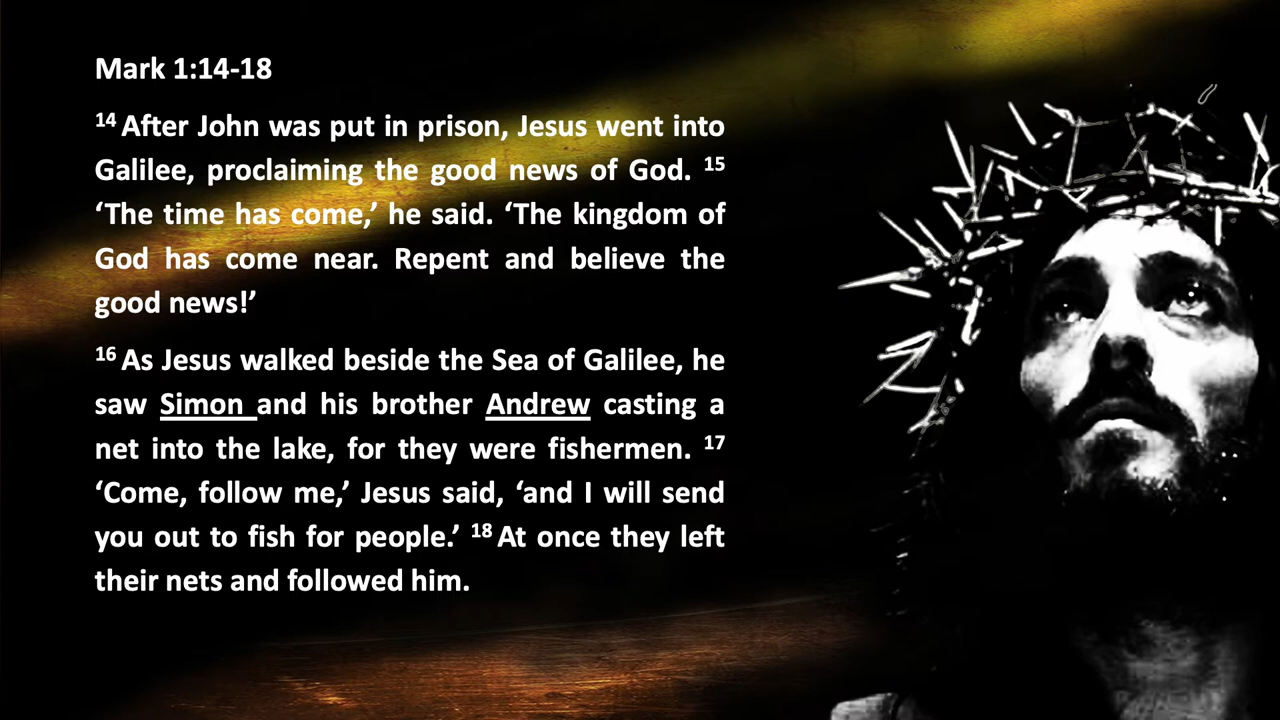 Mark 1:14-18
14 After John was put in prison, Jesus went into
Galilee, proclaiming the good news of God. 15
‘The time has come,’ he said. ‘The kingdom of
God has come near. Repent and believe the
good news!’
16 As Jesus walked beside the Sea of Galilee, he
saw Simon and his brother Andrew casting a
net into the lake, for they were fishermen. 17
‘Come, follow me,’ Jesus said, ‘and I will send
you out to fish for people.’ 18 At once they left
their nets and followed him.